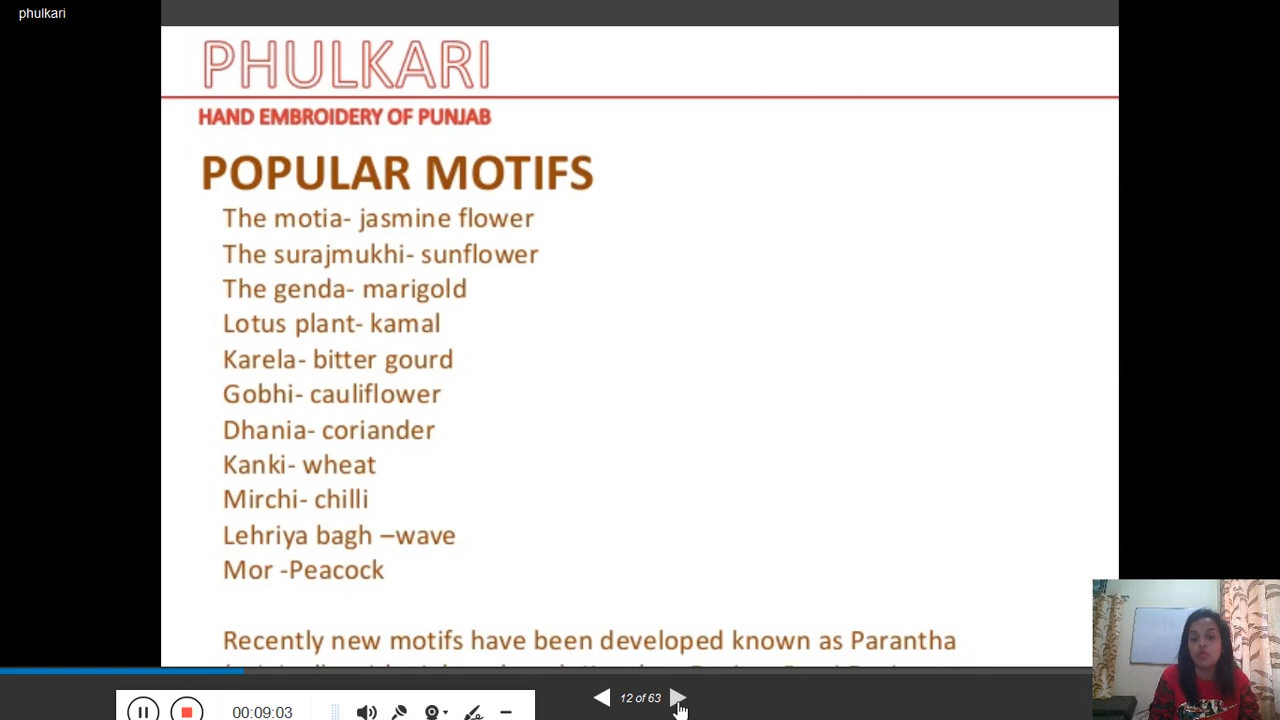 phulkari
PHULKARI
HAND EMBROIDERY OF PUNJAB
POPULAR MOTIFS
The motia- jasmine flower
The surajmukhi- sunflower
The genda- marigold
Lotus plant- kamal
Karela- bitter gourd
Gobhi- cauliflower
Dhania- coriander
Kanki- wheat
Mirchi- chilli
Lehriya bagh –wave
Mor -Peacock
Recently new motifs have been developed known as Parantha
12 of 63
00:09:03